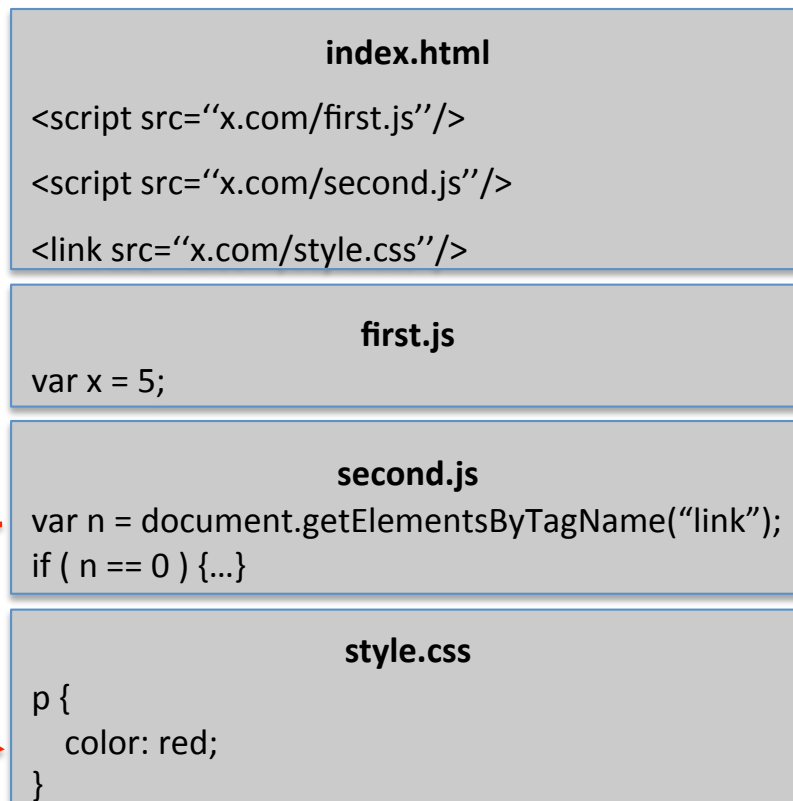 index.html
<script src=‘‘x.com/first.js’’/>
<script src=‘‘x.com/second.js’’/>
<link src=‘‘x.com/style.css’’/>
first.js
var x = 5;
second.js
var n = document.getElementsByTagName(“link”);
if ( n == 0 ) {…}
style.css
p {
color: red;
}